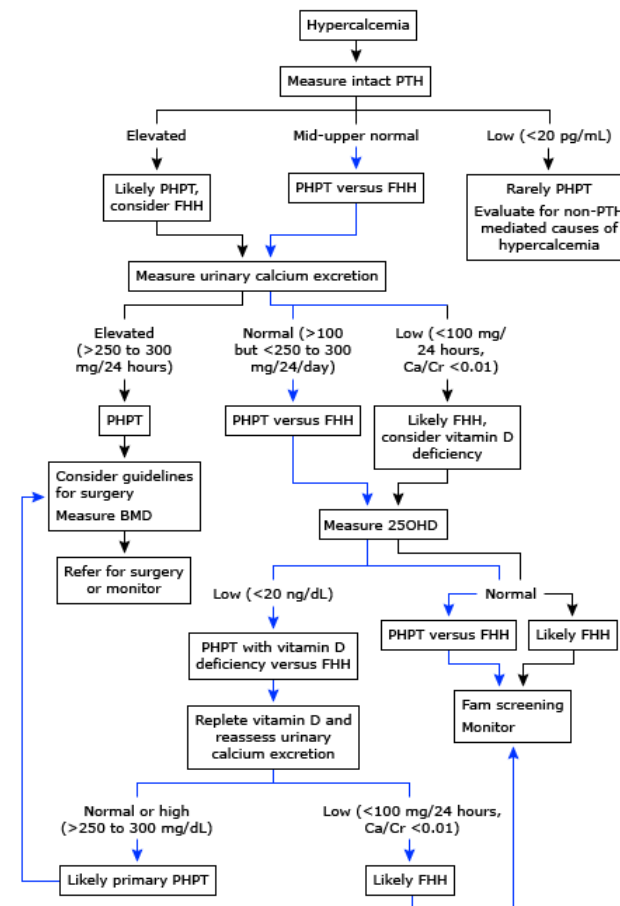 Hypercalcemia
Measure intact PTH
Elevated
Mid-upper normal
Low (<20 pg/mL)
Likely PHPT,
consider FHH
PHPT versus FHH
Rarely PHPT
Evaluate for non-PTH
mediated causes of
hypercalcemia
Measure urinary calcium excretion
Elevated
(>250 to 300
mg/24 hours)
Normal (>100
but <250 to 300
mg/24/day)
Low (<100 mg/
24 hours,
Ca/Cr <0.01)
PHPT
PHPT versus FHH
Likely FHH,
consider vitamin D
deficiency
Consider guidelines
for surgery
Measure BMD
Measure 25OHD
Refer for surgery
or monitor
Low (<20 ng/dL)
Normal
PHPT with vitamin D
deficiency versus FHH
PHPT versus FHH
Likely FHH
Replete vitamin D and
reassess urinary
calcium excretion
Fam screening
Monitor
Normal or high
(>250 to 300 mg/dL)
Low (<100 mg/24 hours,
Ca/Cr <0.01)
Likely primary PHPT
Likely FHH